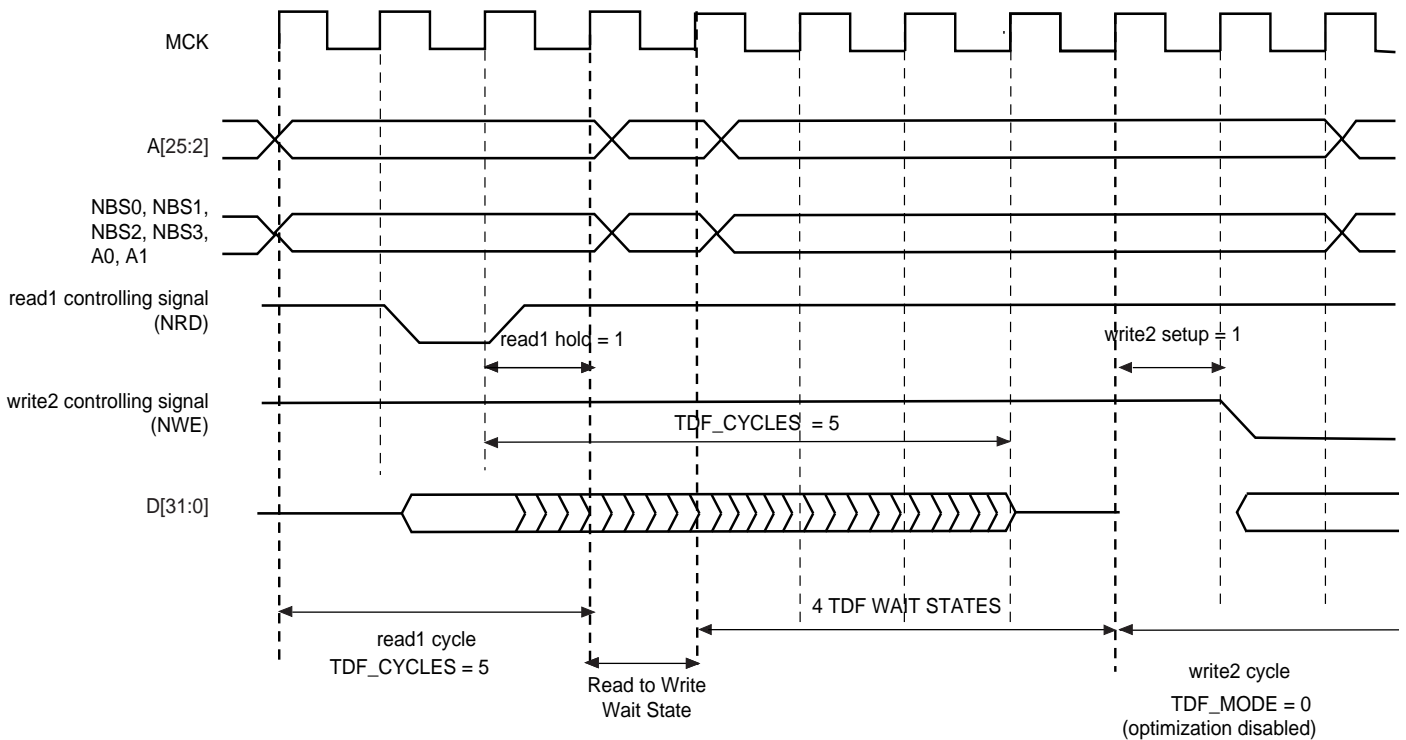 MCK
A[25:2]
NBS0, NBS1,
NBS2, NBS3,
A0, A1
read1 controlling signal
(NRD)
read1 hold = 1
write2 setup = 1
write2 controlling signal
(NWE)
TDF_CYCLES = 5
D[31:0]
4 TDF WAIT STATES
read1 cycle
TDF_CYCLES = 5
Read to Write
Wait State
write2 cycle
TDF_MODE = 0
(optimization disabled)